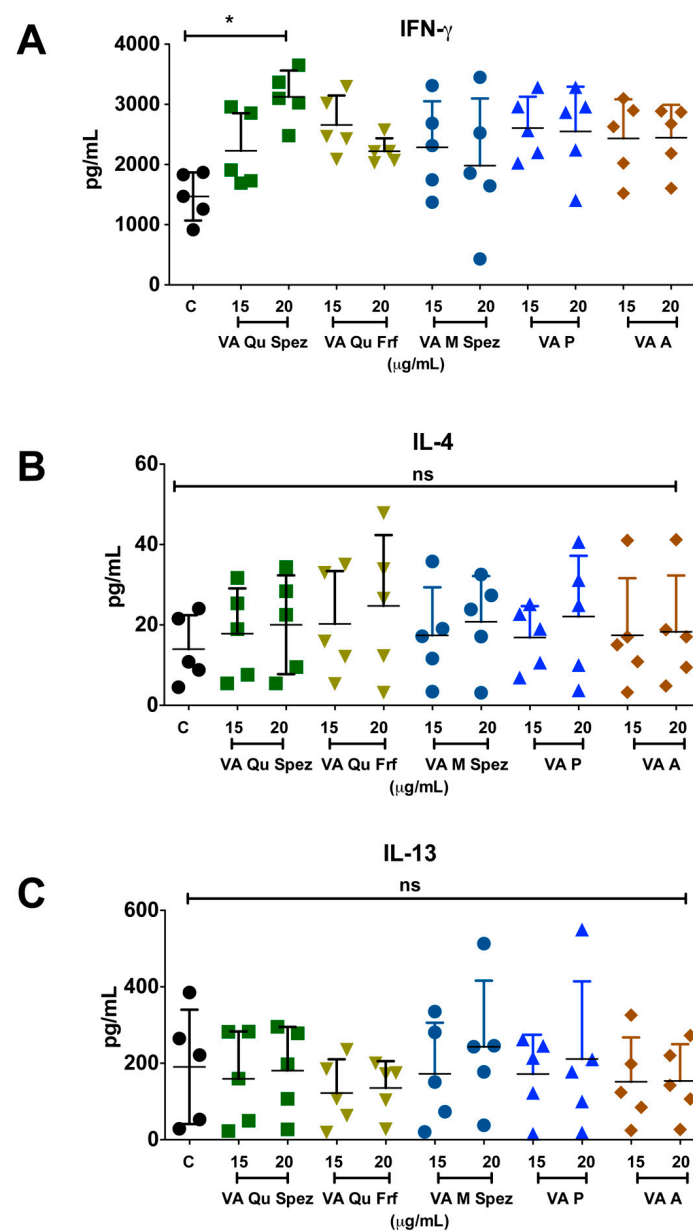 A
IFN-γ
*
pg/mL
4000
3000
2000
1000
0
C 15 20 15 20 15 20 15 20 15 20
VA Qu Spez VA Qu Frf VA M Spez VA P VA A
(μg/mL)
B
IL-4
ns
pg/mL
60
40
20
0
C 15 20 15 20 15 20 15 20 15 20
VA Qu Spez VA Qu Frf VA M Spez VA P VA A
(μg/mL)
C
IL-13
ns
pg/mL
600
400
200
0
C 15 20 15 20 15 20 15 20 15 20
VA Qu Spez VA Qu Frf VA M Spez VA P VA A
(μg/mL)